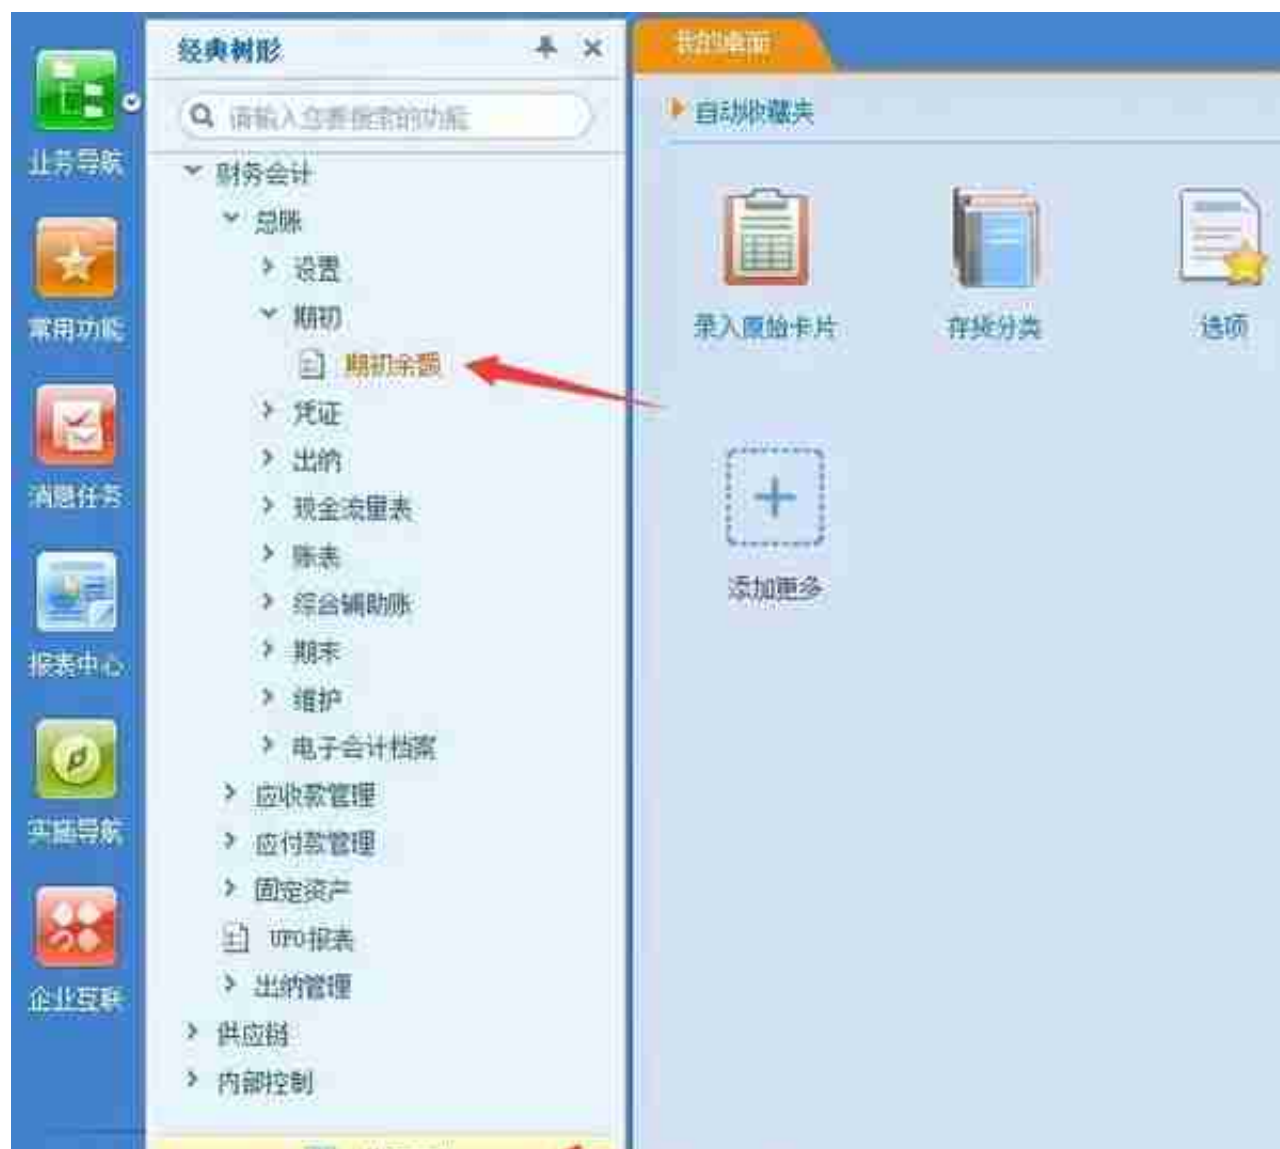 业务导航
常用功能
消息任务
报表中心
实施导航
企业互联
经典树形
请输入您要搜索的功能
财务会计
总账
设置
期初
期初余额
凭证
出纳
现金流量表
账表
综合辅助账
期末
维护
电子会计档案
应收款管理
应付款管理
固定资产
UFO报表
出纳管理
供应链
内部控制
我的桌面
自动收藏夹
录入原始卡片
存货分类
选项
添加更多